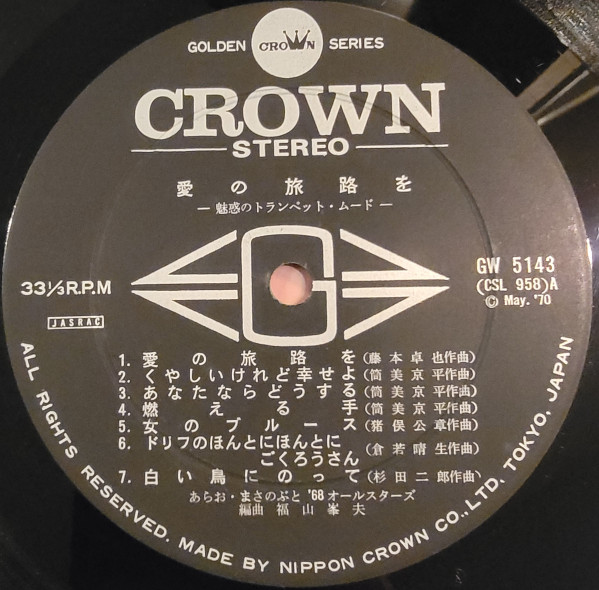 GOLDEN CROWN SERIES
CROWN
STEREO
愛の旅路を
─ 魅惑のトランペット・ムード ─
G
33⅓R.P.M
GW 5143
(CSL 958)A
© May. '70
JASRAC
1. 愛の旅路を(藤本卓也作曲)
2. くやしいけれど幸せよ(筒美京平作曲)
3. あなたならどうする(筒美京平作曲)
4. 燃える手(筒美京平作曲)
5. 女のブルース(猪俣公章作曲)
6. ドリフのほんとにほんとに
ごくろうさん(倉若晴生作曲)
7. 白い鳥にのって(杉田二郎作曲)
あらお・まさのぶと '68 オールスターズ
編曲 福山峯夫
ALL RIGHTS RESERVED. MADE BY NIPPON CROWN CO., LTD. TOKYO, JAPAN